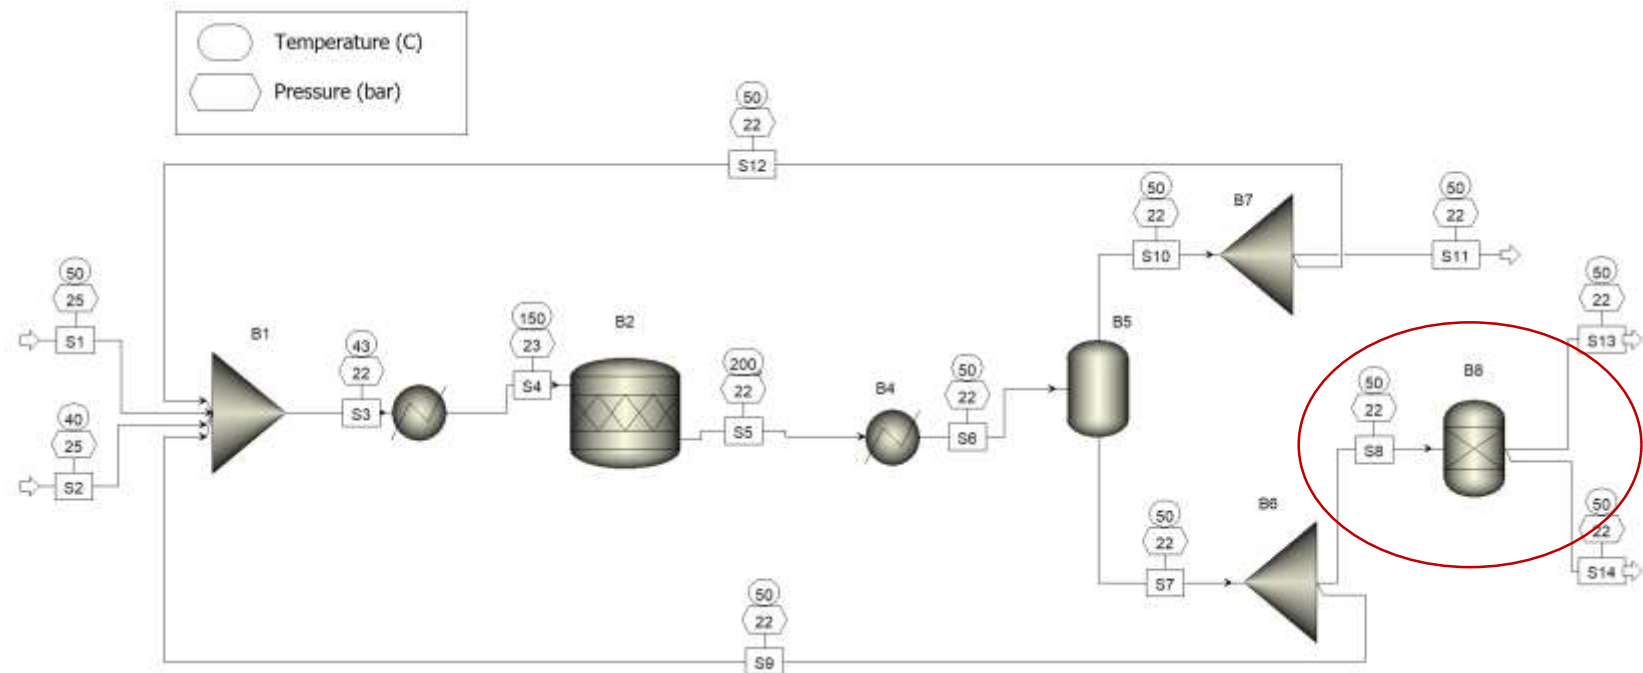 Temperature (C)
Pressure (bar)
50
22
S12
50
22
S10
B7
50
22
S11
50
25
S1
B1
43
22
S3
150
23
S4
B2
200
22
S5
B4
50
22
S6
B5
50
22
S13
B8
50
22
S8
40
25
S2
50
22
S7
B6
50
22
S14
50
22
S9